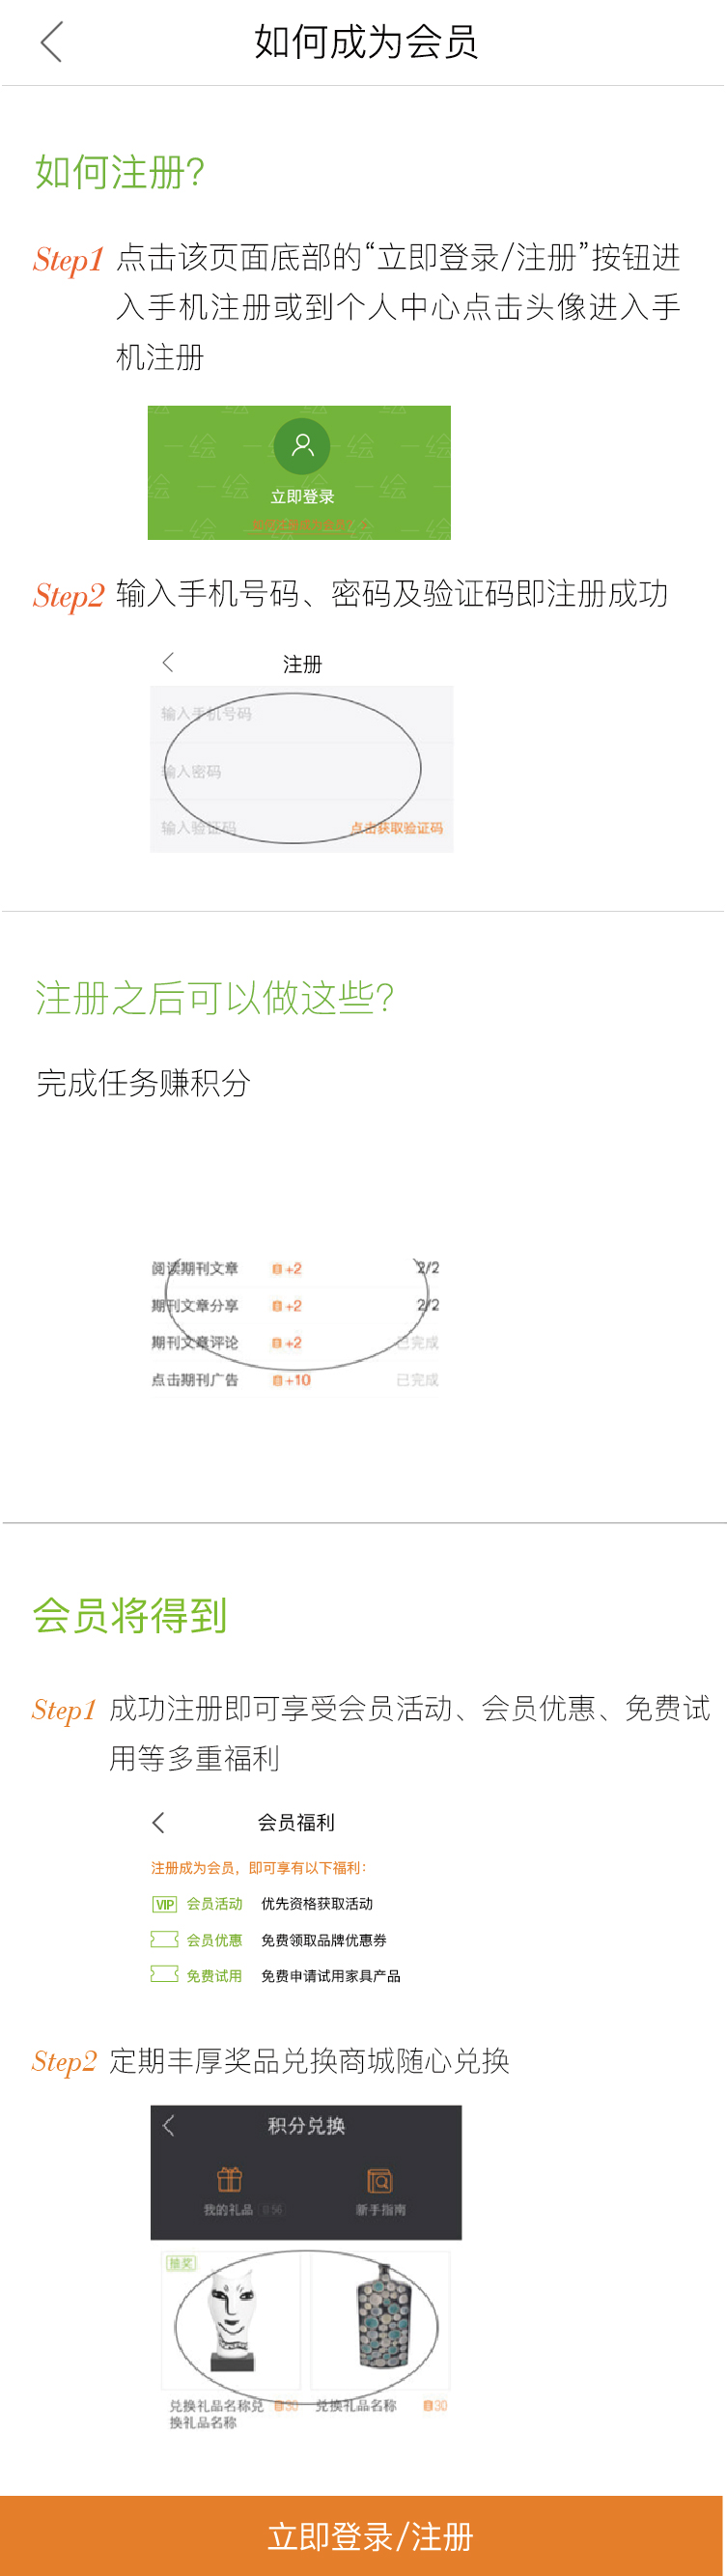 如何成为会员
如何注册?
Step1 点击该页面底部的“立即登录/注册”按钮进
入手机注册或到个人中心点击头像进入手
机注册
立即登录
Step2 输入手机号码、密码及验证码即注册成功
注册
输入手机号码
输入密码
输入验证码 点击获取验证码
注册之后可以做这些?
完成任务赚积分
阅读期刊文章 +2 2/2
期刊文章分享 +2 2/2
期刊文章评论 +2 已完成
点击期刊广告 +10 已完成
会员将得到
Step1 成功注册即可享受会员活动、会员优惠、免费试
用等多重福利
会员福利
注册成为会员，即可享有以下福利：
VIP 会员活动 优先资格获取活动
会员优惠 免费领取品牌优惠券
免费试用 免费申请试用家具产品
Step2 定期丰厚奖品兑换商城随心兑换
积分兑换
我的礼品 56 新手指南
抽奖
兑换礼品名称兑 30 兑换礼品名称 30
换礼品名称
立即登录/注册